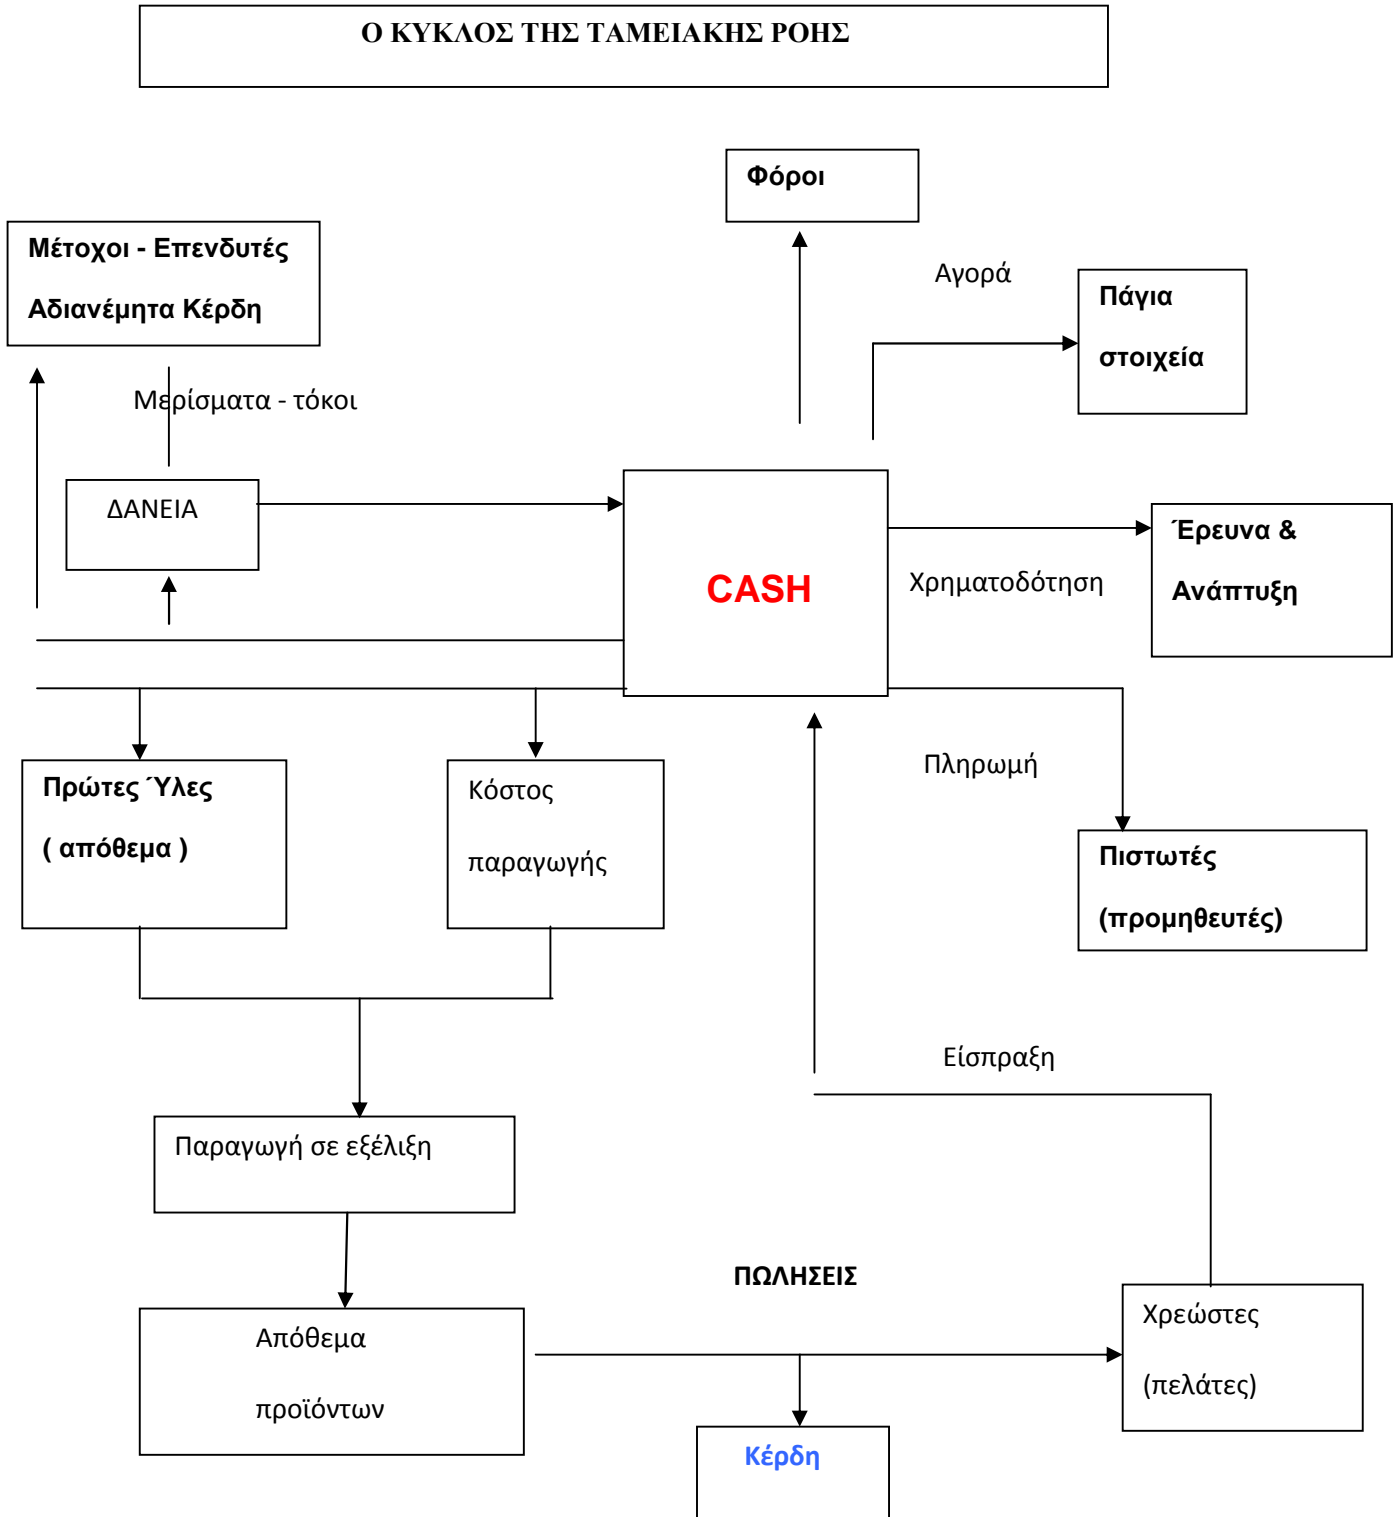 Ο ΚΥΚΛΟΣ ΤΗΣ ΤΑΜΕΙΑΚΗΣ ΡΟΗΣ
Φόροι
Μέτοχοι - Επενδυτές
Αδιανέμητα Κέρδη
Αγορά
Πάγια
στοιχεία
Μερίσματα - τόκοι
ΔΑΝΕΙΑ
CASH
Έρευνα &
Ανάπτυξη
Χρηματοδότηση
Πρώτες Ύλες
( απόθεμα )
Κόστος
παραγωγής
Πληρωμή
Πιστωτές
(προμηθευτές)
Είσπραξη
Παραγωγή σε εξέλιξη
ΠΩΛΗΣΕΙΣ
Απόθεμα
προϊόντων
Χρεώστες
(πελάτες)
Κέρδη